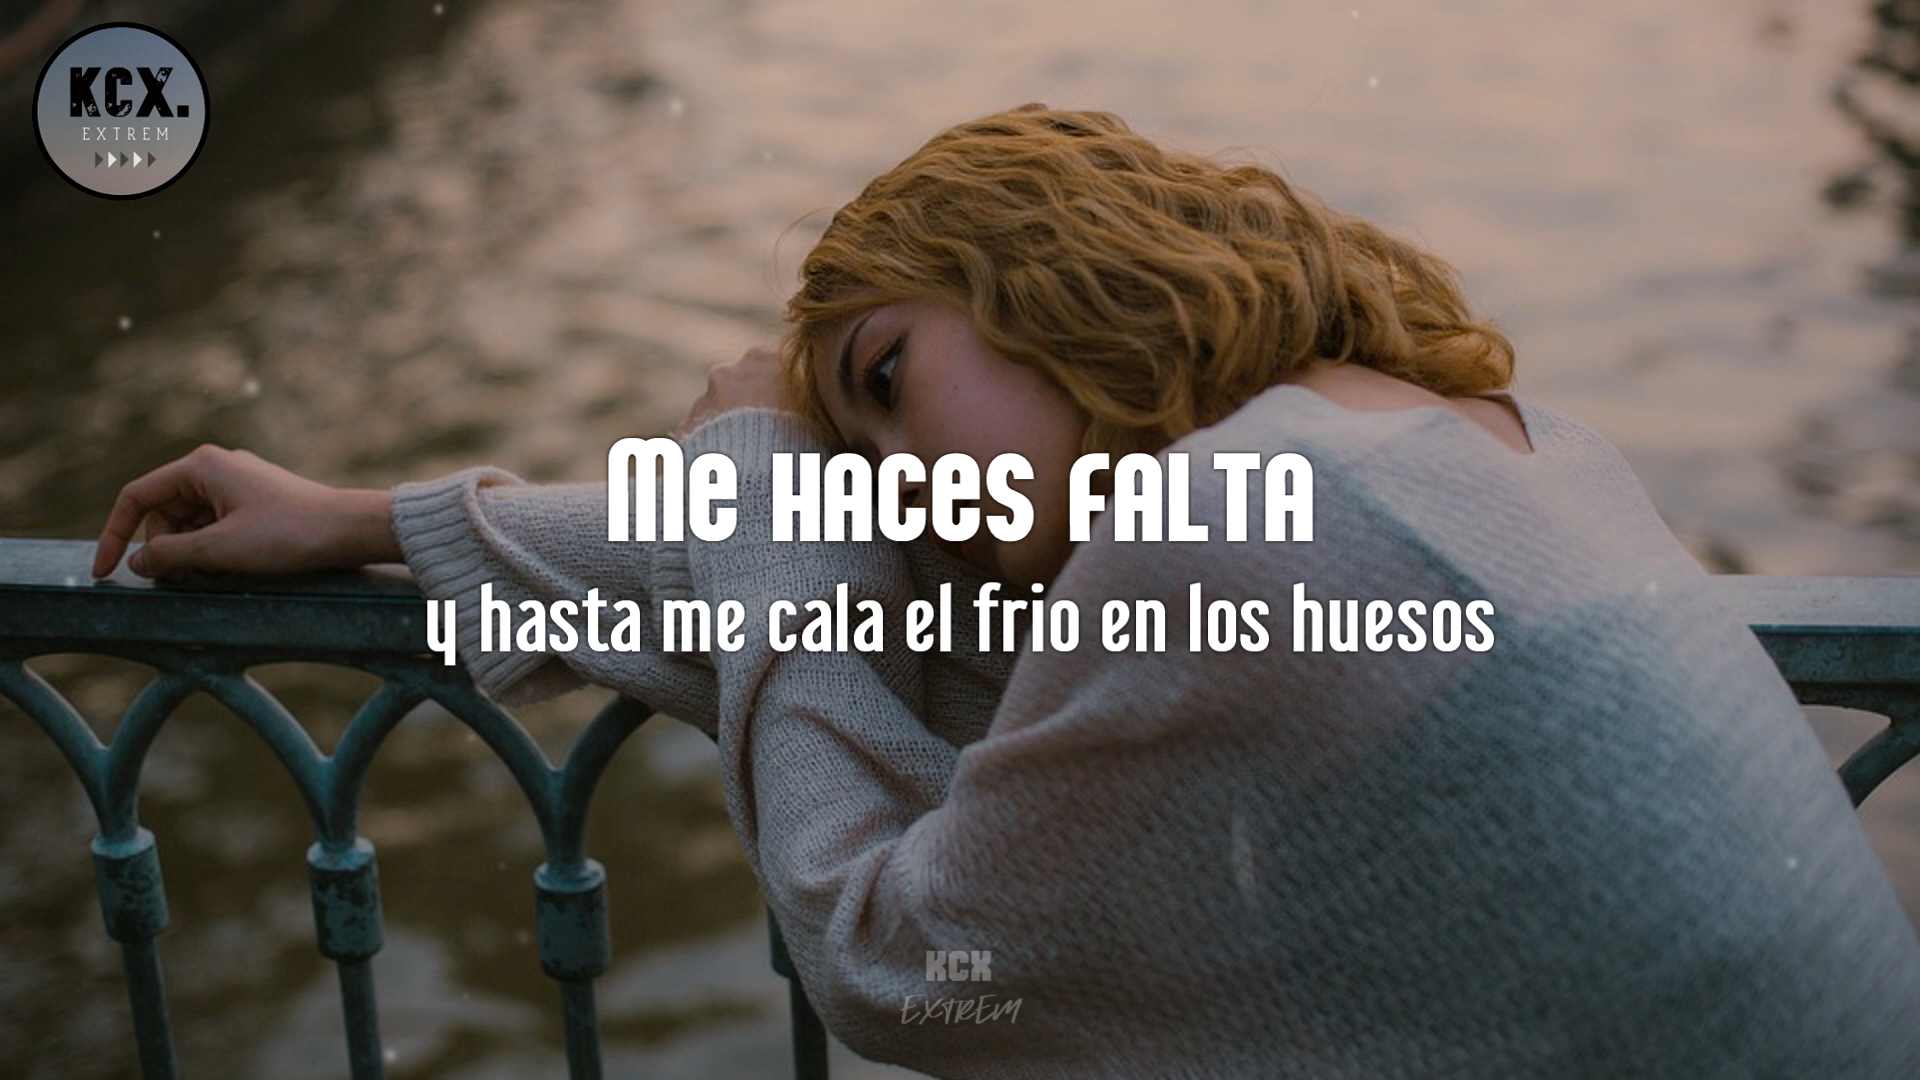 KCX.
EXTREM
Me haces falta
y hasta me cala el frio en los huesos
KCX
EXTREM